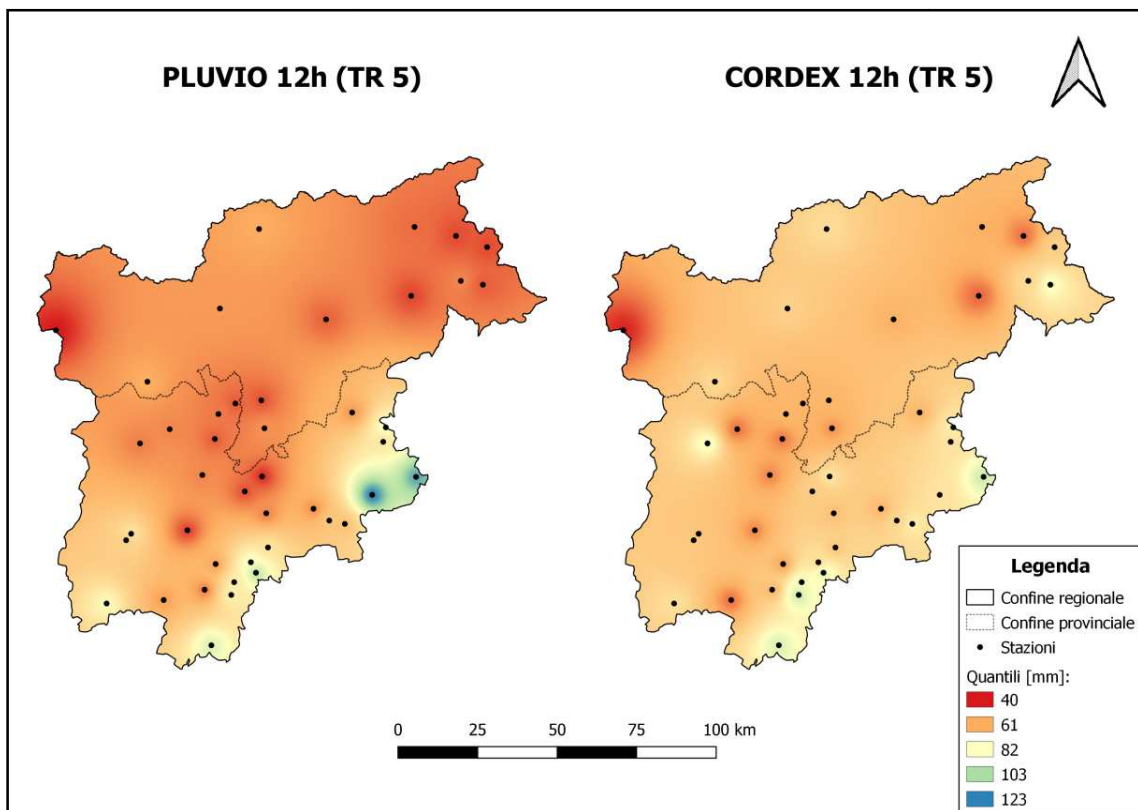 PLUVIO 12h (TR 5)
CORDEX 12h (TR 5)
Legenda
Confine regionale
Confine provinciale
Stazioni
Quantili [mm]:
40
61
82
103
123
0 25 50 75 100 km